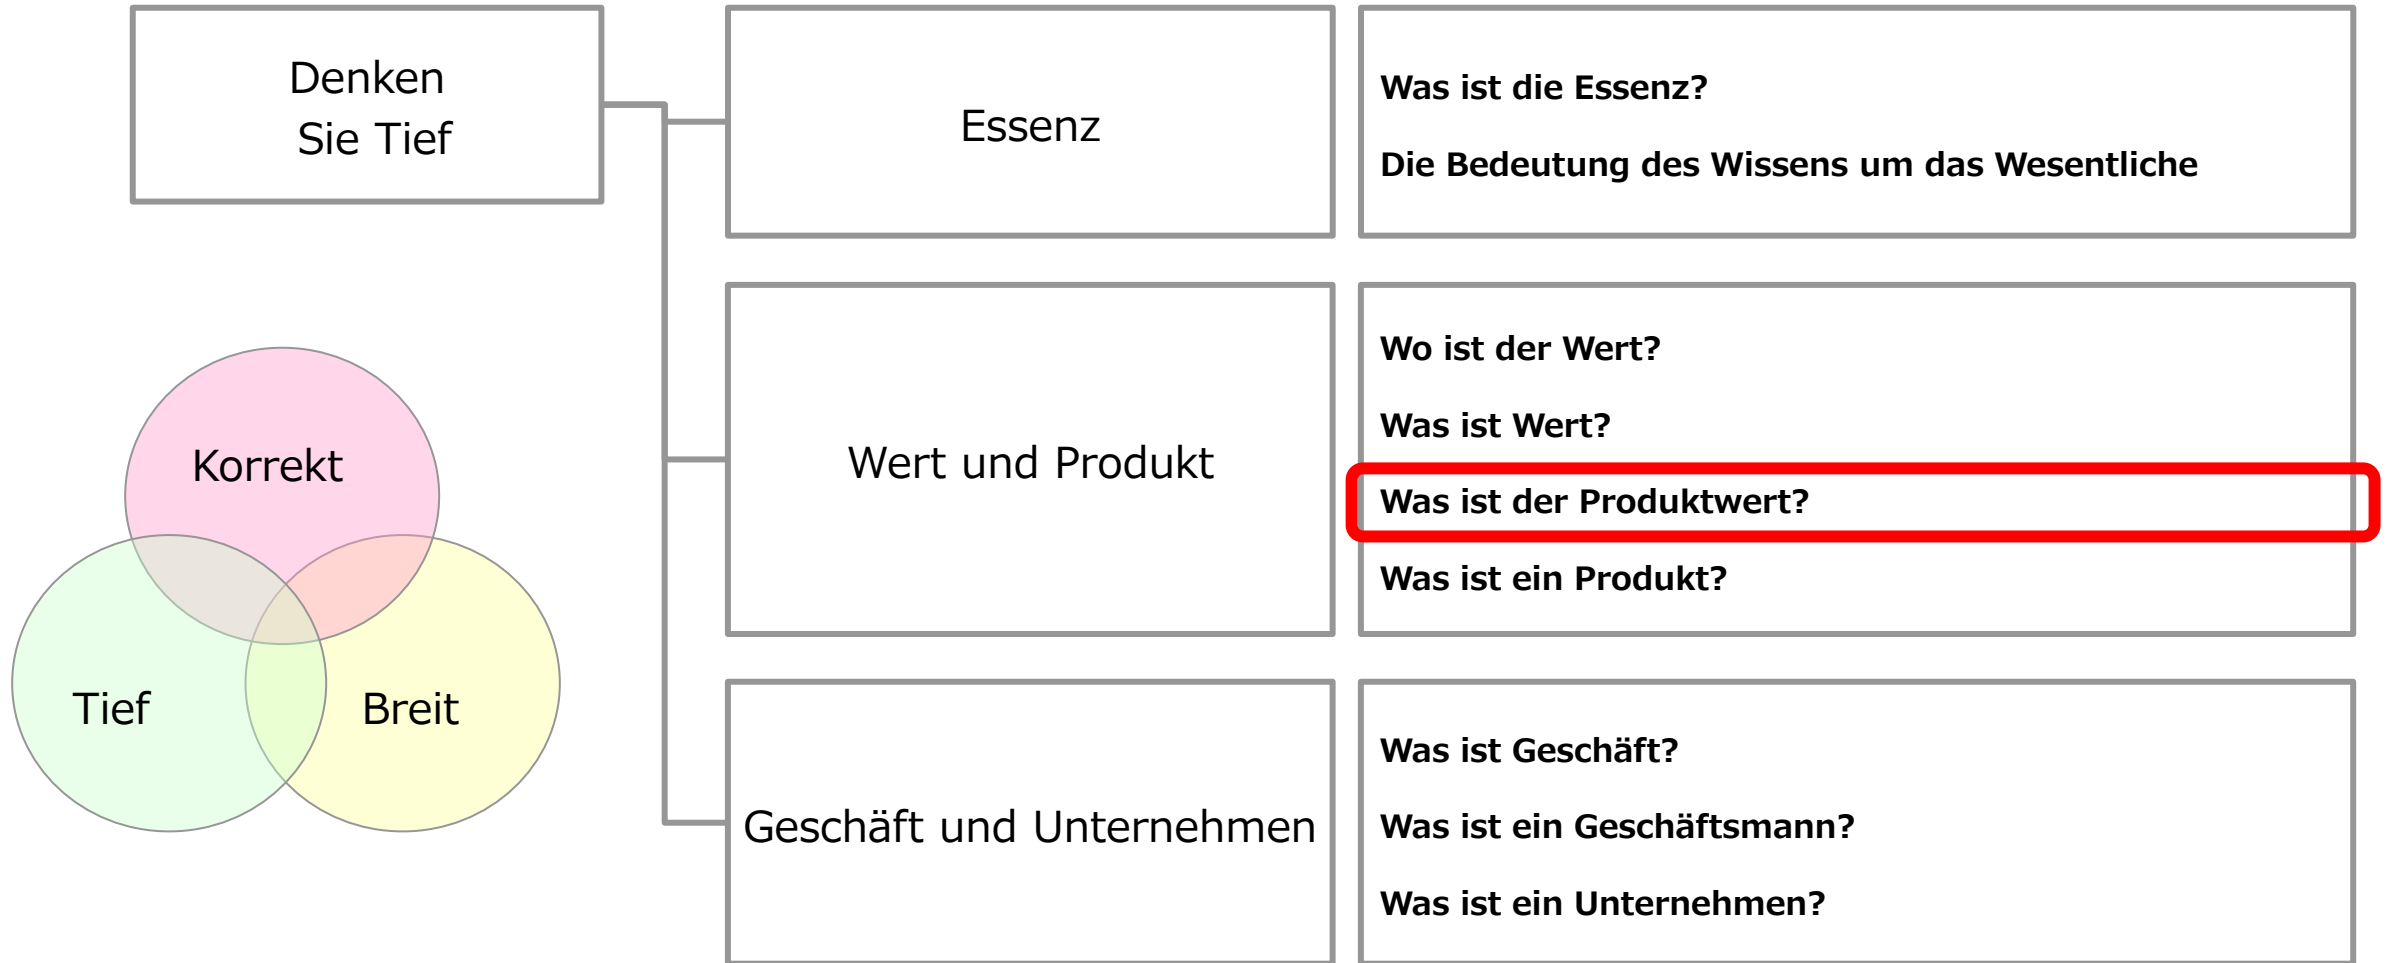 Denken
Sie Tief
Essenz
Was ist die Essenz?
Die Bedeutung des Wissens um das Wesentliche
Wert und Produkt
Wo ist der Wert?
Was ist Wert?
Was ist der Produktwert?
Was ist ein Produkt?
Korrekt
Tief
Breit
Geschäft und Unternehmen
Was ist Geschäft?
Was ist ein Geschäftsmann?
Was ist ein Unternehmen?